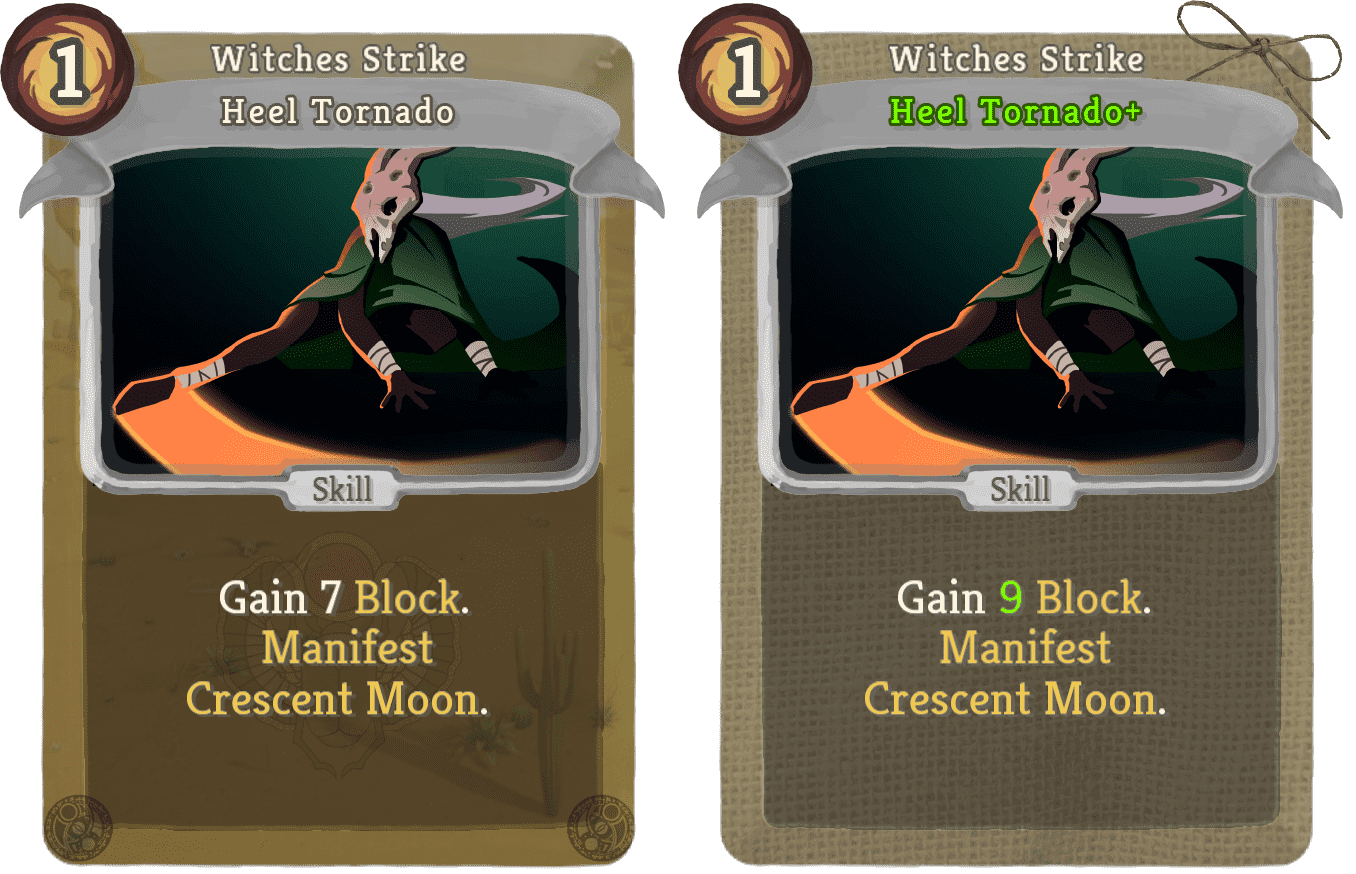 1
Witches Strike
Heel Tornado
Skill
Gain 7 Block.
Manifest
Crescent Moon.
1
Witches Strike
Heel Tornado+
Skill
Gain 9 Block.
Manifest
Crescent Moon.